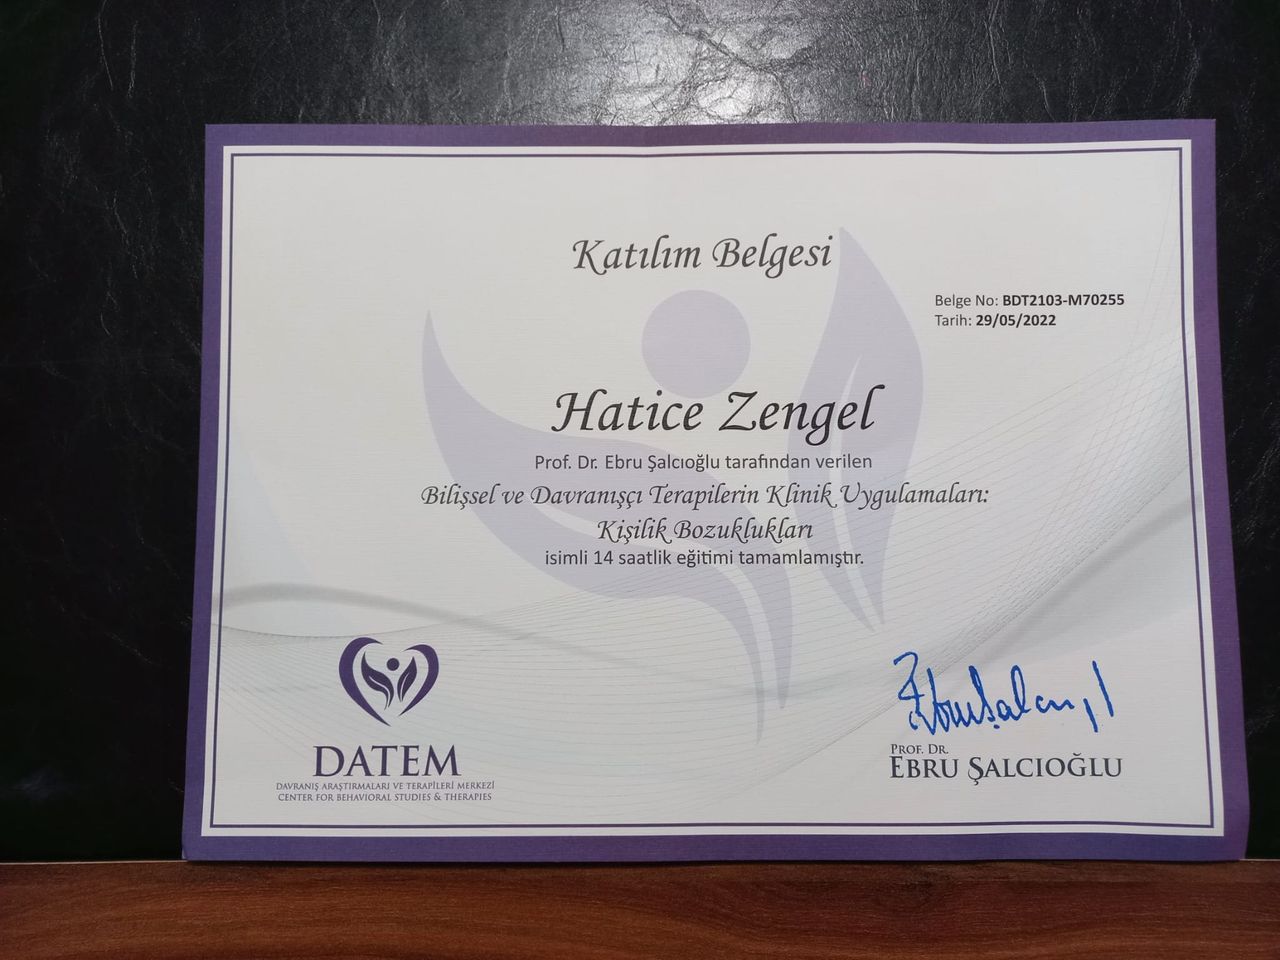 Katılım Belgesi
Belge No: BDT2103-M70255
Tarih: 29/05/2022
Hatice Zengel
Prof. Dr. Ebru Şalcıoğlu tarafından verilen
Bilişsel ve Davranışçı Terapilerin Klinik Uygulamaları:
Kişilik Bozuklukları
isimli 14 saatlik eğitimi tamamlamıştır.
DATEM
DAVRANIŞ ARAŞTIRMALARI VE TERAPİLERİ MERKEZİ
CENTER FOR BEHAVIORAL STUDIES & THERAPIES
PROF. DR.
EBRU ŞALCIOĞLU